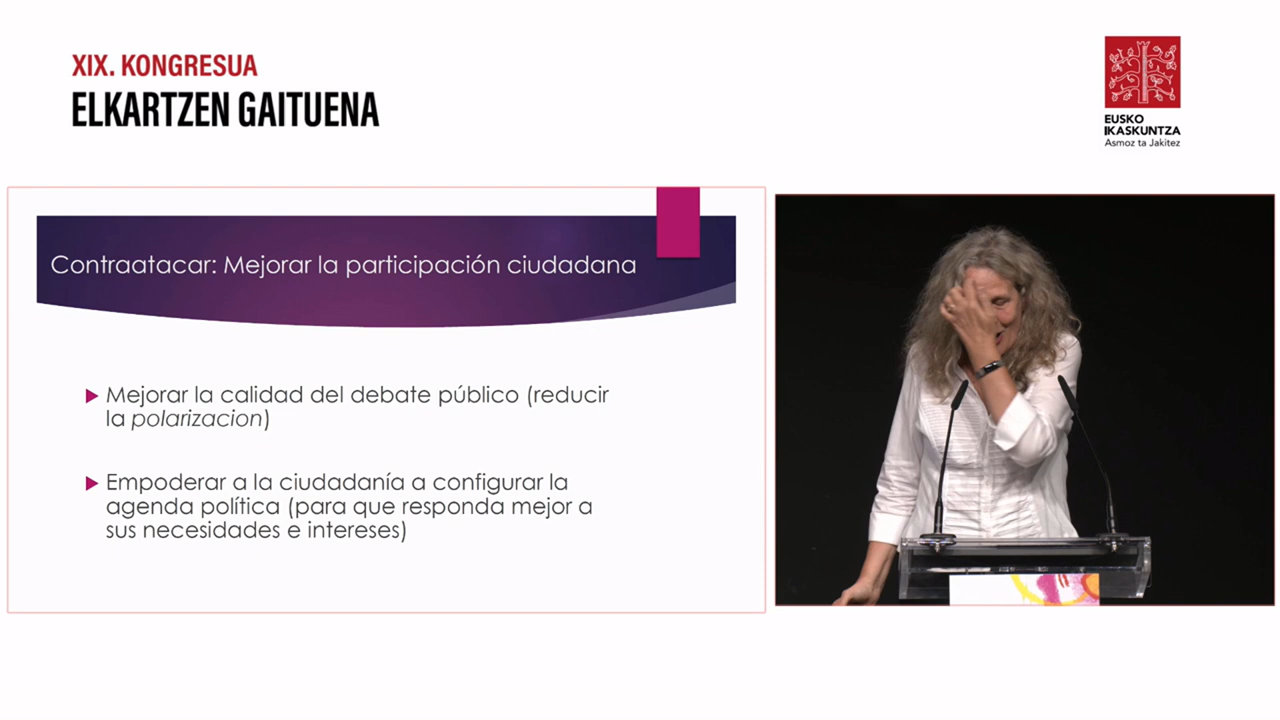 XIX. KONGRESUA
ELKARTZEN GAITUENA
EUSKO
IKASKUNTZA
Asmoz ta Jakitez
Contraatacar: Mejorar la participación ciudadana
Mejorar la calidad del debate público (reducir
la polarizacion)
Empoderar a la ciudadanía a configurar la
agenda política (para que responda mejor a
sus necesidades e intereses)